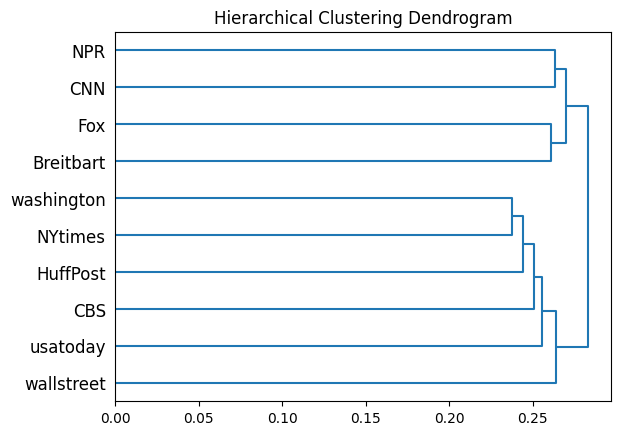 Hierarchical Clustering Dendrogram
NPR
CNN
Fox
Breitbart
washington
NYtimes
HuffPost
CBS
usatoday
wallstreet
0.00 0.05 0.10 0.15 0.20 0.25